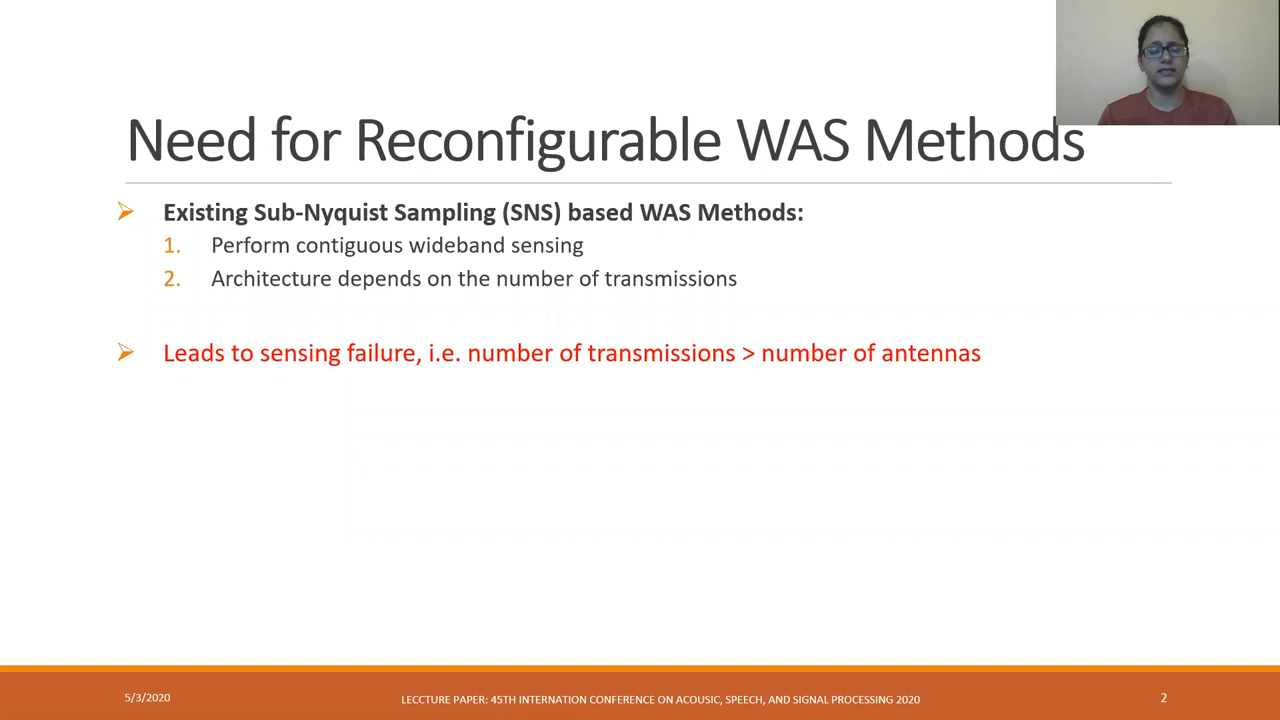 Need for Reconfigurable WAS Methods
Existing Sub-Nyquist Sampling (SNS) based WAS Methods:
1. Perform contiguous wideband sensing
2. Architecture depends on the number of transmissions
Leads to sensing failure, i.e. number of transmissions > number of antennas
5/3/2020
LECCTURE PAPER: 45TH INTERNATION CONFERENCE ON ACOUSIC, SPEECH, AND SIGNAL PROCESSING 2020
2